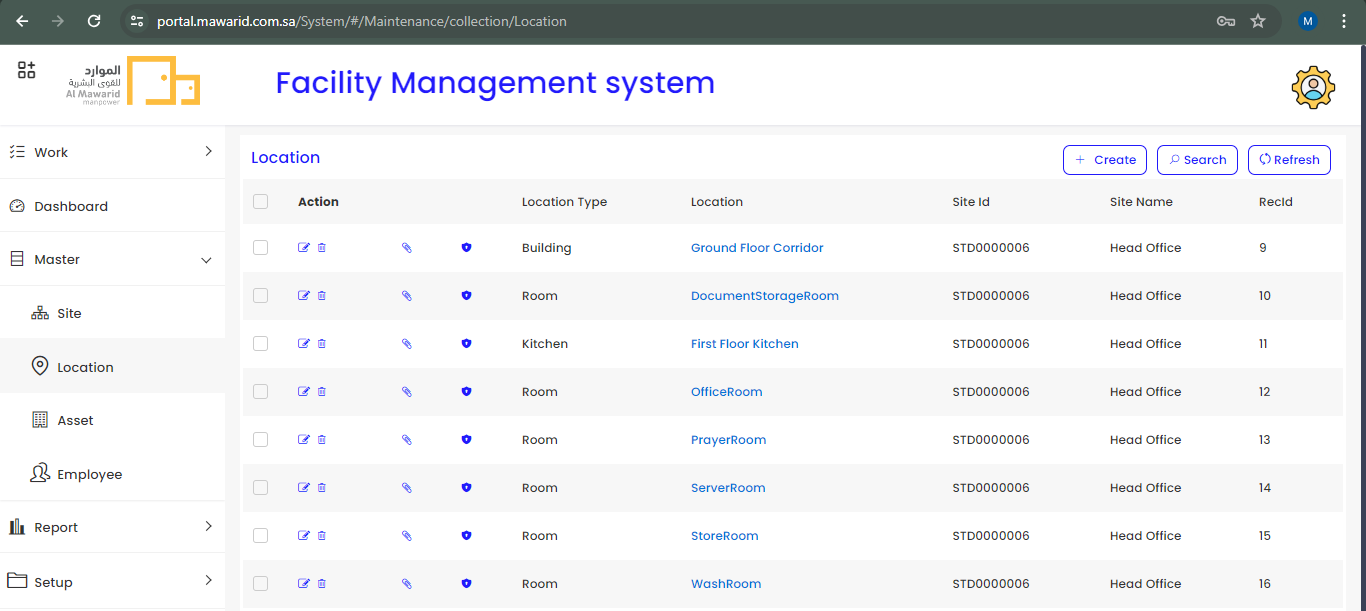 portal.mawarid.com.sa/System/#/Maintenance/collection/Location
M
الموارد
للقوى البشرية
Al Mawarid
manpower
Facility Management system
Work
Dashboard
Master
Site
Location
Asset
Employee
Report
Setup
Location
Create Search Refresh
Action Location Type Location Site Id Site Name RecId
Building Ground Floor Corridor STD0000006 Head Office 9
Room DocumentStorageRoom STD0000006 Head Office 10
Kitchen First Floor Kitchen STD0000006 Head Office 11
Room OfficeRoom STD0000006 Head Office 12
Room PrayerRoom STD0000006 Head Office 13
Room ServerRoom STD0000006 Head Office 14
Room StoreRoom STD0000006 Head Office 15
Room WashRoom STD0000006 Head Office 16